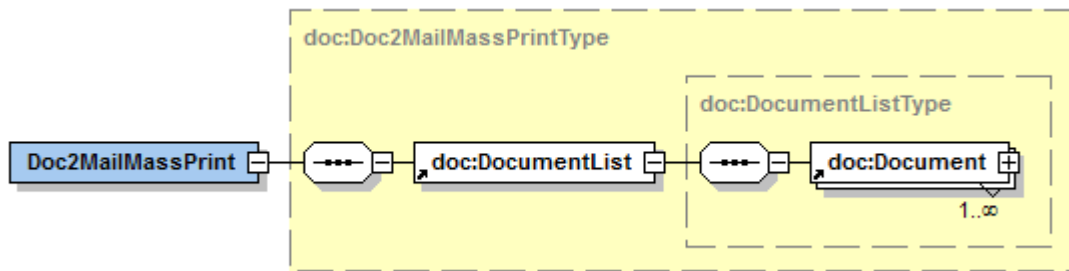 doc:Doc2MailMassPrintType
doc:DocumentListType
Doc2MailMassPrint
doc:DocumentList
doc:Document
1..∞